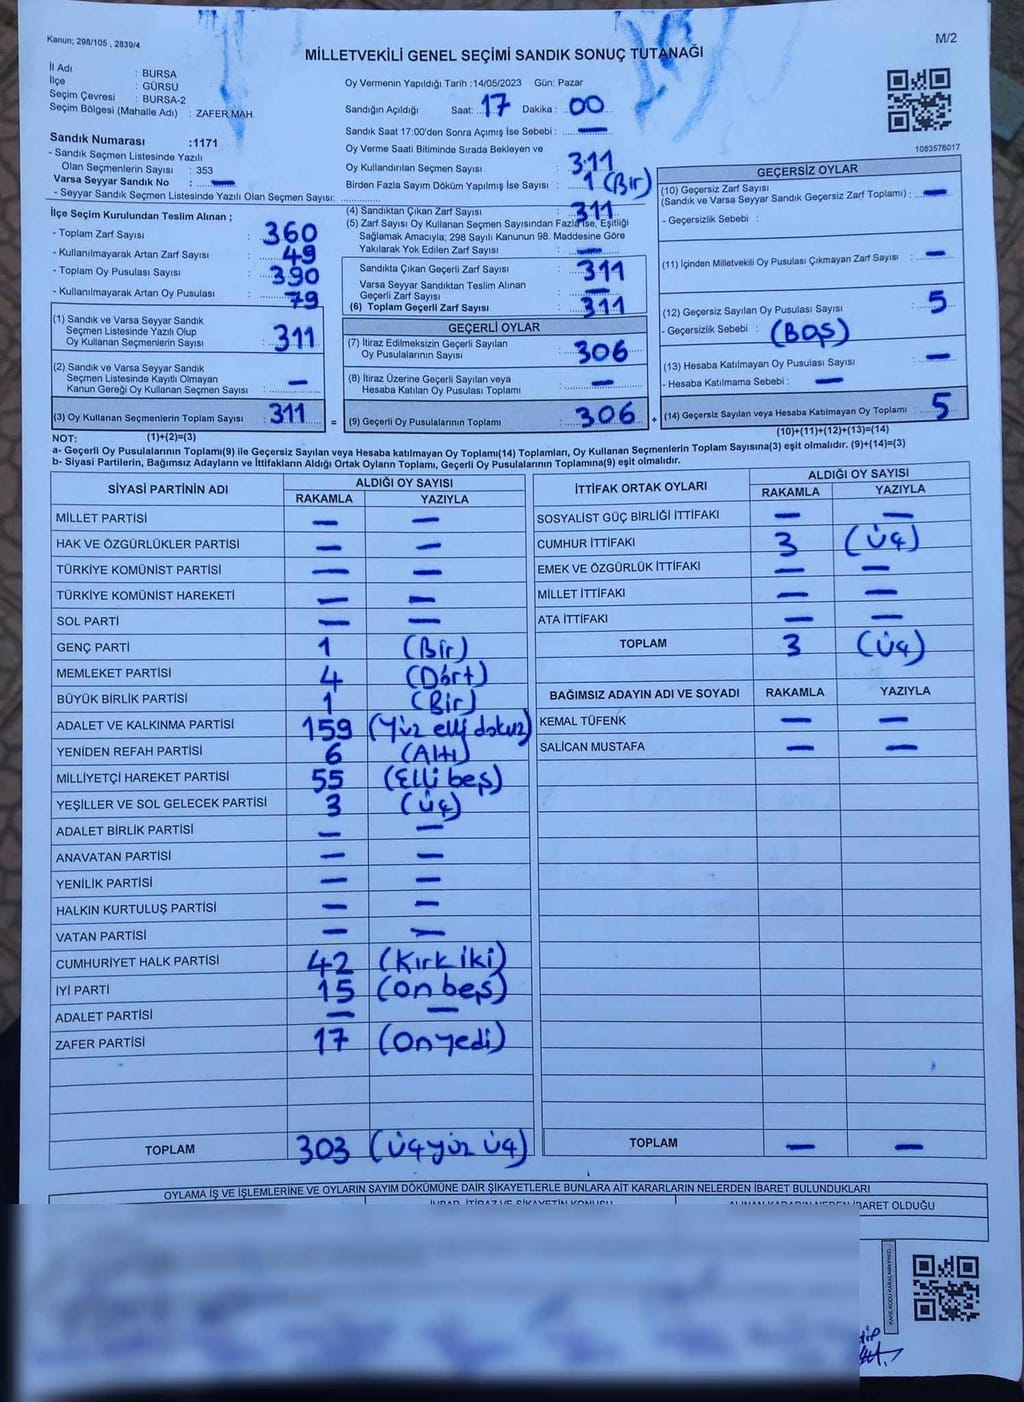 Kanun; 298/105 , 2839/4
M/2
MİLLETVEKİLİ GENEL SEÇİMİ SANDIK SONUÇ TUTANAĞI
İl Adı : BURSA
İlçe : GÜRSU
Seçim Çevresi : BURSA-2
Seçim Bölgesi (Mahalle Adı) : ZAFER MAH.
Sandık Numarası :1171
- Sandık Seçmen Listesinde Yazılı
Olan Seçmenlerin Sayısı : 353
Varsa Seyyar Sandık No : —
- Seyyar Sandık Seçmen Listesinde Yazılı Olan Seçmen Sayısı:
Oy Vermenin Yapıldığı Tarih :14/05/2023 Gün: Pazar
Sandığın Açıldığı Saat: 17 Dakika : 00
Sandık Saat 17:00'den Sonra Açımış İse Sebebi : —
Oy Verme Saati Bitiminde Sırada Bekleyen ve
Oy Kullandırılan Seçmen Sayısı : 311
Birden Fazla Sayım Döküm Yapılmış İse Sayısı : 1 (Bir)
1083576017
İlçe Seçim Kurulundan Teslim Alınan ;
- Toplam Zarf Sayısı : 360
- Kullanılmayarak Artan Zarf Sayısı : 49
- Toplam Oy Pusulası Sayısı : 390
- Kullanılmayarak Artan Oy Pusulası : 79
(1) Sandık ve Varsa Seyyar Sandık
Seçmen Listesinde Yazılı Olup
Oy Kullanan Seçmenlerin Sayısı : 311
(2) Sandık ve Varsa Seyyar Sandık
Seçmen Listesinde Kayıtlı Olmayan
Kanun Gereği Oy Kullanan Seçmen Sayısı : —
(3) Oy Kullanan Seçmenlerin Toplam Sayısı : 311
(4) Sandıktan Çıkan Zarf Sayısı : 311
(5) Zarf Sayısı Oy Kullanan Seçmen Sayısından Fazla İse, Eşitliği
Sağlamak Amacıyla; 298 Sayılı Kanunun 98. Maddesine Göre
Yakılarak Yok Edilen Zarf Sayısı : —
Sandıkta Çıkan Geçerli Zarf Sayısı : 311
Varsa Seyyar Sandıktan Teslim Alınan
Geçerli Zarf Sayısı : —
(6) Toplam Geçerli Zarf Sayısı : 311
GEÇERLİ OYLAR
(7) İtiraz Edilmeksizin Geçerli Sayılan
Oy Pusulalarının Sayısı : 306
(8) İtiraz Üzerine Geçerli Sayılan veya
Hesaba Katılan Oy Pusulası Toplamı : —
= (9) Geçerli Oy Pusulalarının Toplamı : 306
GEÇERSİZ OYLAR
(10) Geçersiz Zarf Sayısı
(Sandık ve Varsa Seyyar Sandık Geçersiz Zarf Toplamı) : —
- Geçersizlik Sebebi :
(11) İçinden Milletvekili Oy Pusulası Çıkmayan Zarf Sayısı : —
(12) Geçersiz Sayılan Oy Pusulası Sayısı : 5
- Geçersizlik Sebebi : (Boş)
(13) Hesaba Katılmayan Oy Pusulası Sayısı : —
- Hesaba Katılmama Sebebi : —
+ (14) Geçersiz Sayılan veya Hesaba Katılmayan Oy Toplamı : 5
NOT: (1)+(2)=(3)
(10)+(11)+(12)+(13)=(14)
a- Geçerli Oy Pusulalarının Toplamı(9) ile Geçersiz Sayılan veya Hesaba katılmayan Oy Toplamı(14) Toplamları, Oy Kullanan Seçmenlerin Toplam Sayısına(3) eşit olmalıdır. (9)+(14)=(3)
b- Siyasi Partilerin, Bağımsız Adayların ve İttifakların Aldığı Ortak Oyların Toplamı, Geçerli Oy Pusulalarının Toplamına(9) eşit olmalıdır.
SİYASİ PARTİNİN ADI ALDIĞI OY SAYISI
RAKAMLA YAZIYLA
MİLLET PARTİSİ — —
HAK VE ÖZGÜRLÜKLER PARTİSİ — —
TÜRKİYE KOMÜNİST PARTİSİ — —
TÜRKİYE KOMÜNİST HAREKETİ — —
SOL PARTİ — —
GENÇ PARTİ 1 (Bir)
MEMLEKET PARTİSİ 4 (Dört)
BÜYÜK BİRLİK PARTİSİ 1 (Bir)
ADALET VE KALKINMA PARTİSİ 159 (Yüz elli dokuz)
YENİDEN REFAH PARTİSİ 6 (Altı)
MİLLİYETÇİ HAREKET PARTİSİ 55 (Elli beş)
YEŞİLLER VE SOL GELECEK PARTİSİ 3 (Üç)
ADALET BİRLİK PARTİSİ — —
ANAVATAN PARTİSİ — —
YENİLİK PARTİSİ — —
HALKIN KURTULUŞ PARTİSİ — —
VATAN PARTİSİ — —
CUMHURİYET HALK PARTİSİ 42 (Kırk iki)
İYİ PARTİ 15 (on beş)
ADALET PARTİSİ — —
ZAFER PARTİSİ 17 (On yedi)
TOPLAM 303 (Üç yüz üç)
İTTİFAK ORTAK OYLARI ALDIĞI OY SAYISI
RAKAMLA YAZIYLA
SOSYALİST GÜÇ BİRLİĞİ İTTİFAKI — —
CUMHUR İTTİFAKI 3 (Üç)
EMEK VE ÖZGÜRLÜK İTTİFAKI — —
MİLLET İTTİFAKI — —
ATA İTTİFAKI — —
TOPLAM 3 (Üç)
BAĞIMSIZ ADAYIN ADI VE SOYADI RAKAMLA YAZIYLA
KEMAL TÜFENK — —
SALİCAN MUSTAFA — —
TOPLAM — —
OYLAMA İŞ VE İŞLEMLERİNE VE OYLARIN SAYIM DÖKÜMÜNE DAİR ŞİKAYETLERLE BUNLARA AİT KARARLARIN NELERDEN İBARET BULUNDUKLARI
İHBAR, İTİRAZ VE ŞİKAYETİN KONUSU ALINAN KARARIN NEDEN İBARET OLDUĞU
KARE KODU KARALAMAYINIZ.